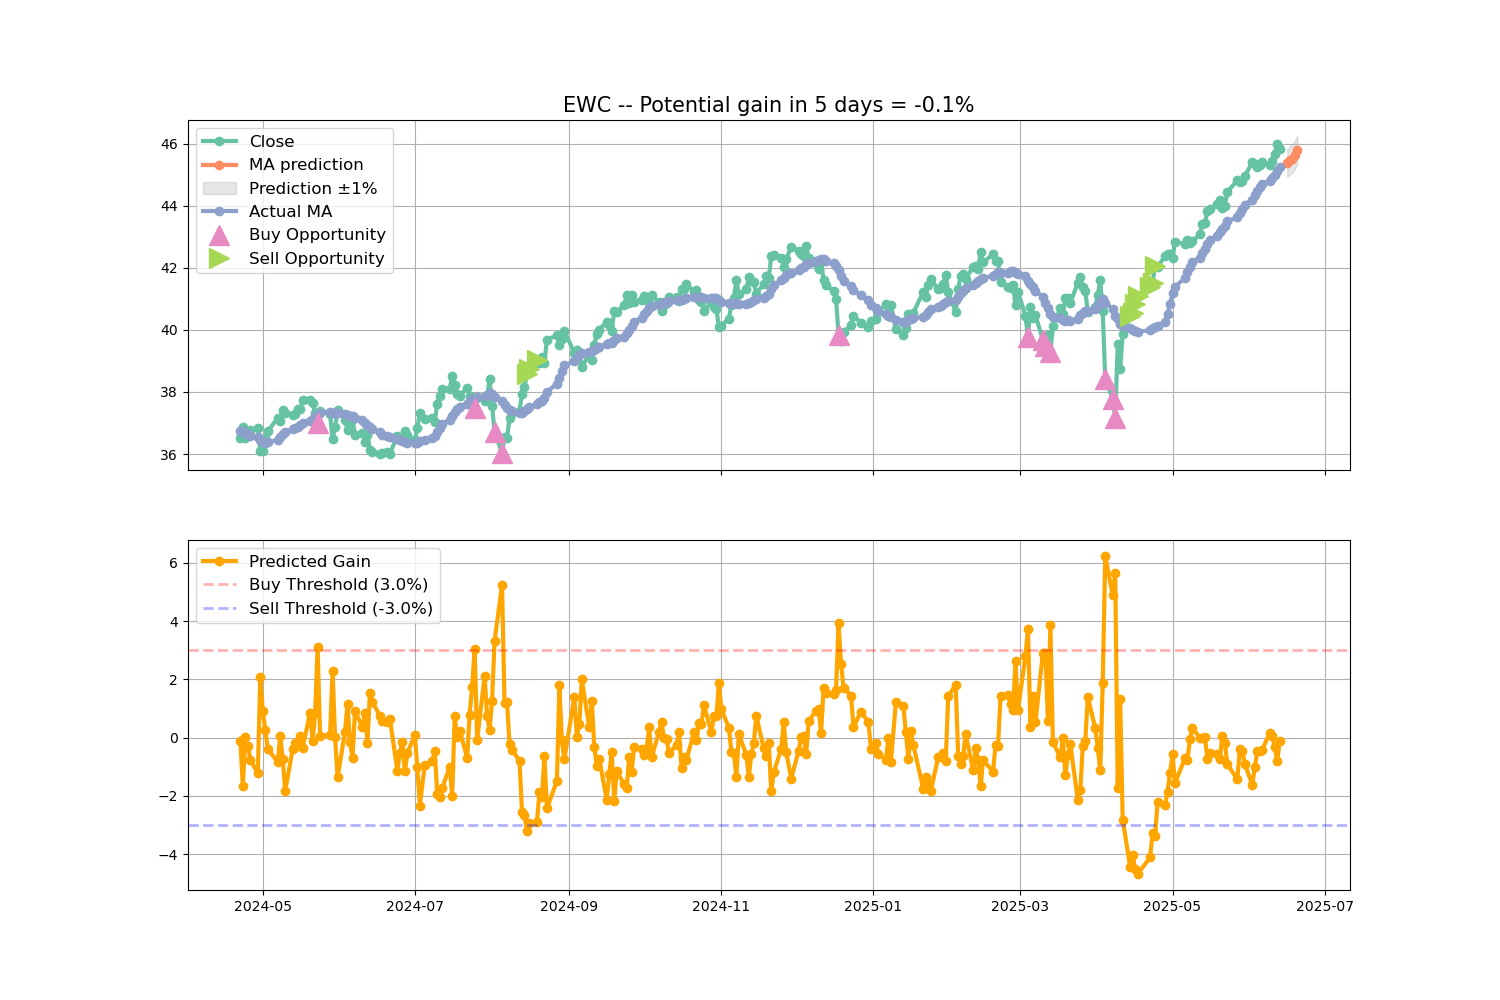 EWC -- Potential gain in 5 days = -0.1%
Close
MA prediction
Prediction ±1%
Actual MA
Buy Opportunity
Sell Opportunity
46
44
42
40
38
36
Predicted Gain
Buy Threshold (3.0%)
Sell Threshold (-3.0%)
6
4
2
0
−2
−4
2024-05 2024-07 2024-09 2024-11 2025-01 2025-03 2025-05 2025-07